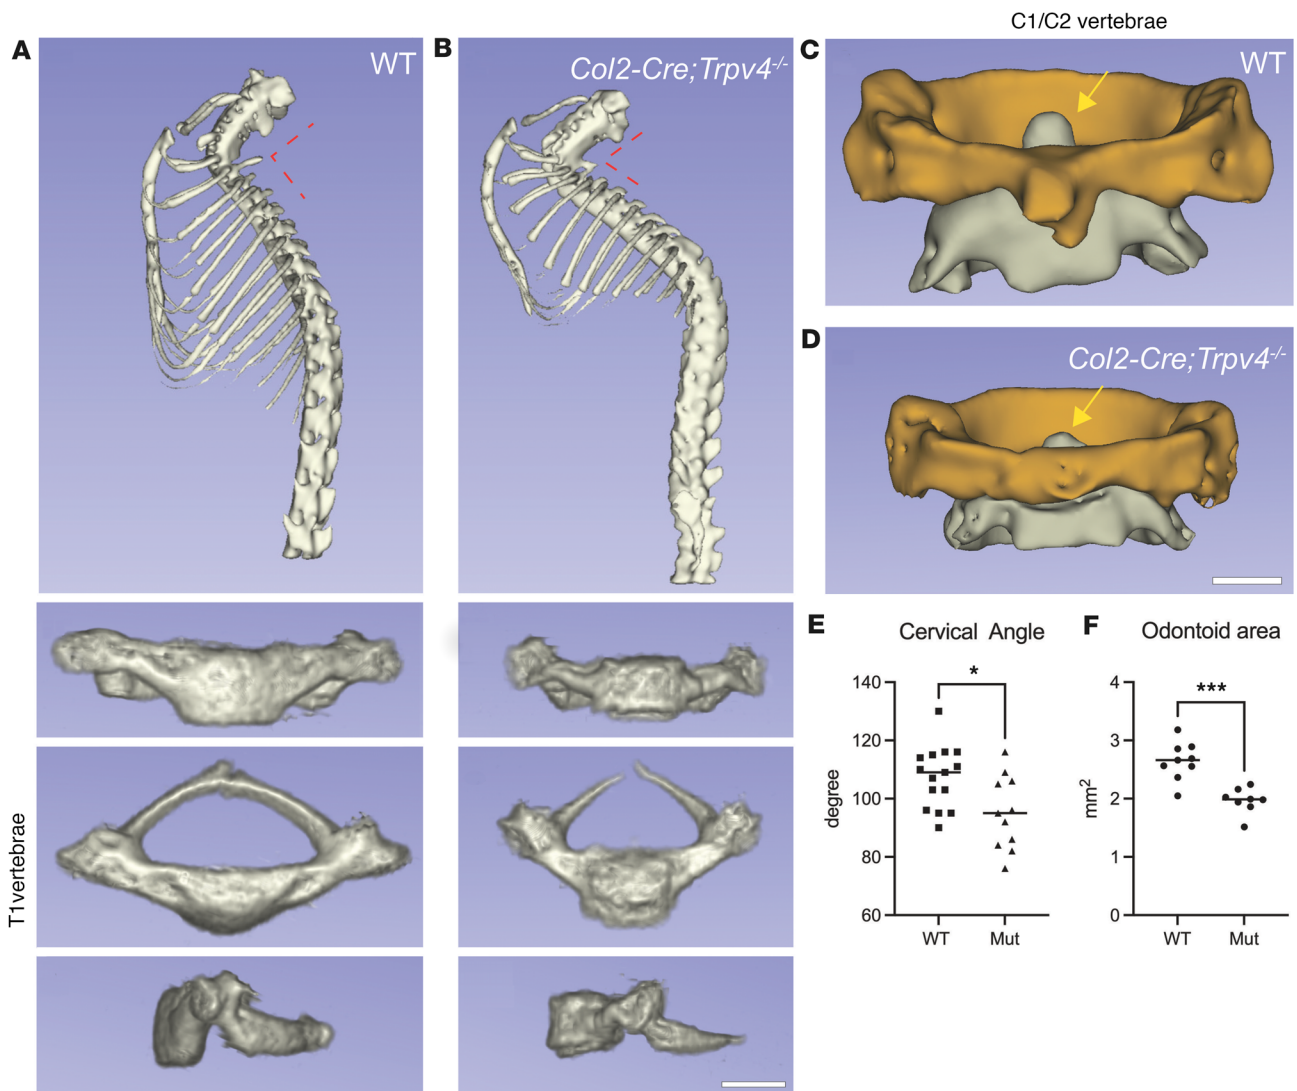 C1/C2 vertebrae
A
WT
B
Col2-Cre;Trpv4-/-
C
WT
D
Col2-Cre;Trpv4-/-
T1vertebrae
E
Cervical Angle
*
140
120
100
80
60
degree
WT
Mut
F
Odontoid area
***
4
3
2
1
0
mm2
WT
Mut